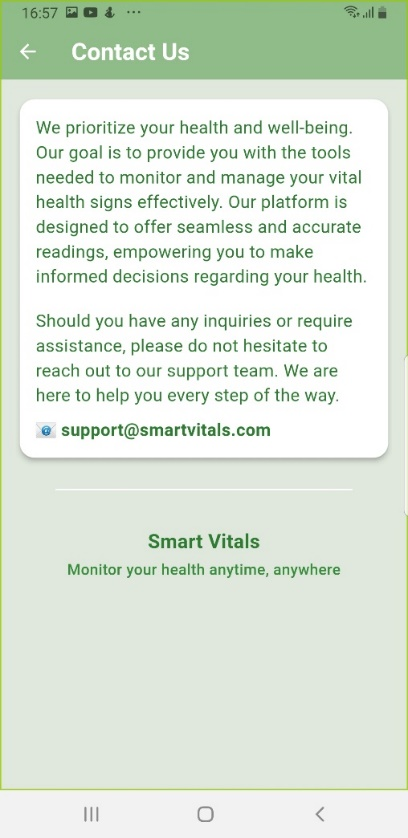 16:57
Contact Us
We prioritize your health and well-being.
Our goal is to provide you with the tools
needed to monitor and manage your vital
health signs effectively. Our platform is
designed to offer seamless and accurate
readings, empowering you to make
informed decisions regarding your health.
Should you have any inquiries or require
assistance, please do not hesitate to
reach out to our support team. We are
here to help you every step of the way.
support@smartvitals.com
Smart Vitals
Monitor your health anytime, anywhere